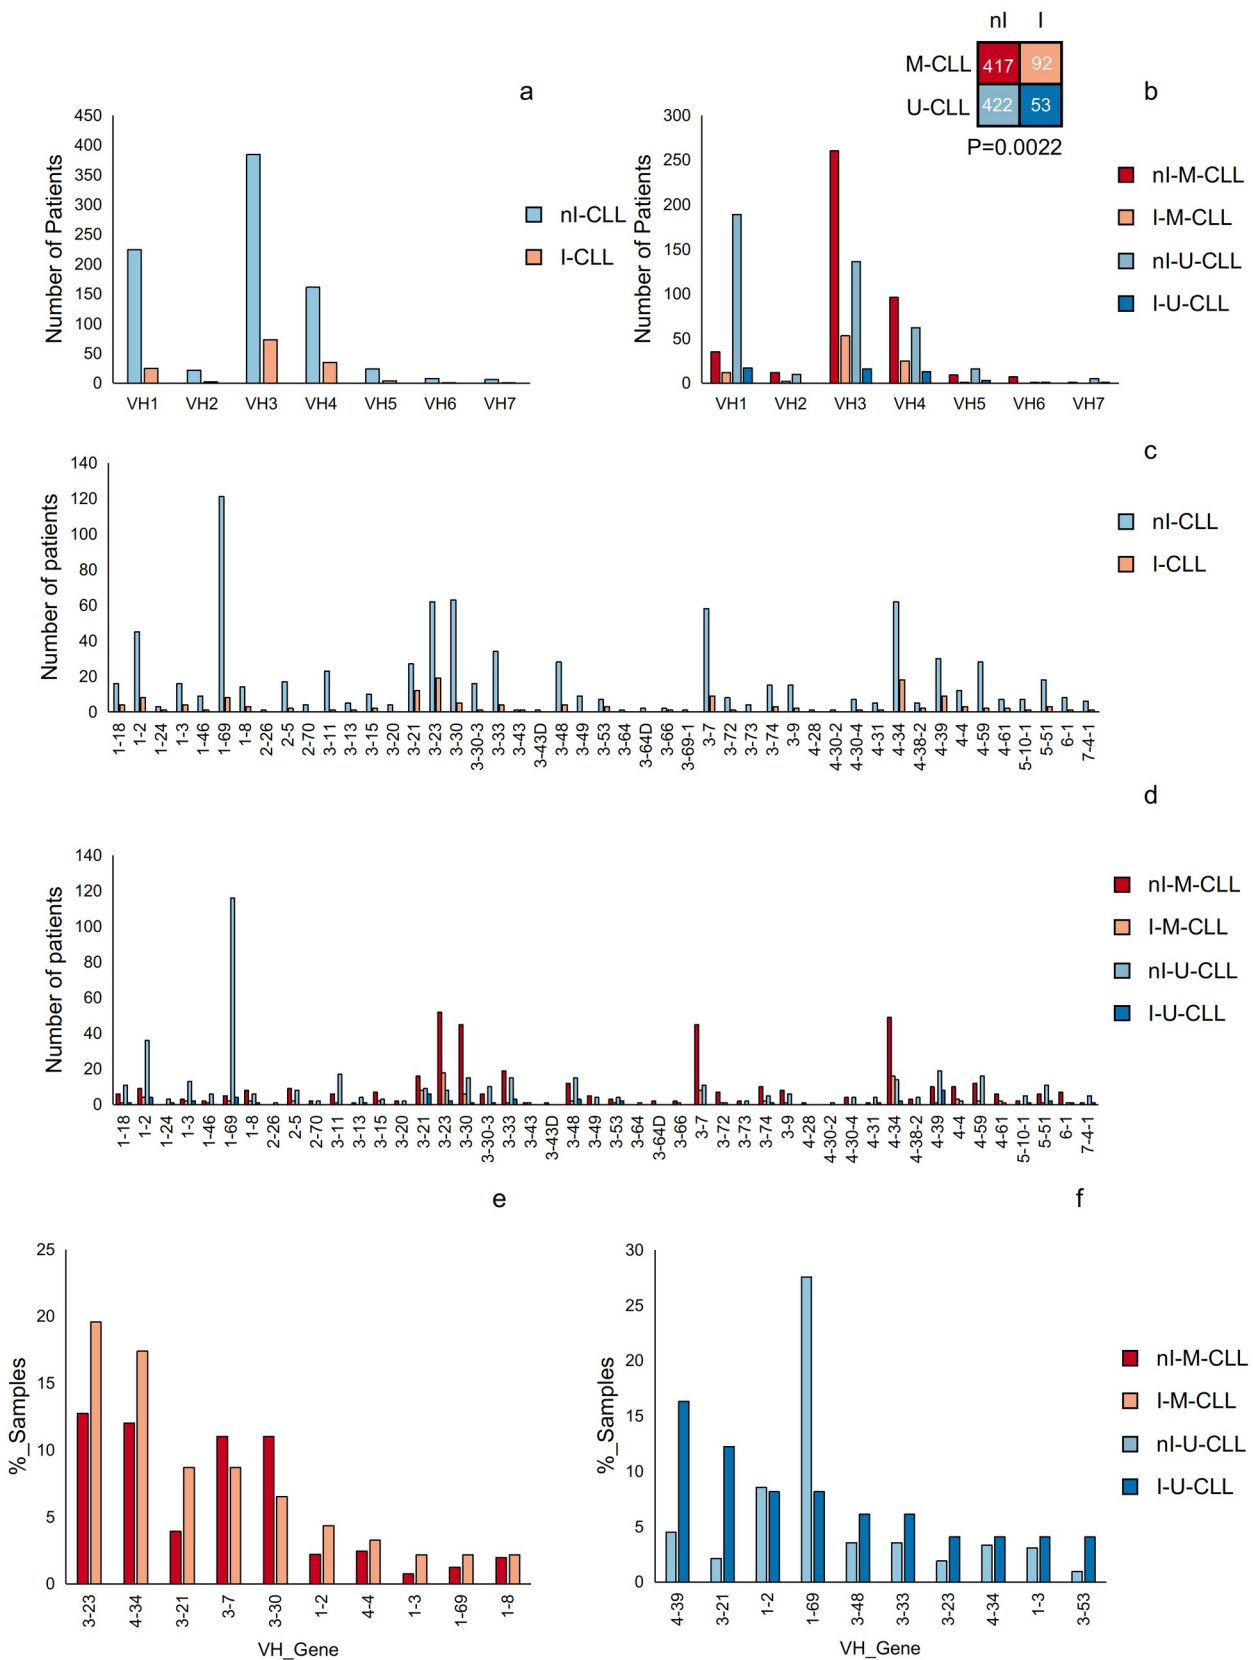 nI I
M-CLL 417 92
U-CLL 422 53
P=0.0022
a
450
400
350
300
250
200
150
100
50
0
Number of Patients
VH1 VH2 VH3 VH4 VH5 VH6 VH7
nI-CLL
I-CLL
b
300
250
200
150
100
50
0
Number of Patients
VH1 VH2 VH3 VH4 VH5 VH6 VH7
nI-M-CLL
I-M-CLL
nI-U-CLL
I-U-CLL
c
140
120
100
80
60
40
20
0
Number of patients
1-18 1-2 1-24 1-3 1-46 1-69 1-8 2-26 2-5 2-70 3-11 3-13 3-15 3-20 3-21 3-23 3-30 3-30-3 3-33 3-43 3-43D 3-48 3-49 3-53 3-64 3-64D 3-66 3-69-1 3-7 3-72 3-73 3-74 3-9 4-28 4-30-2 4-30-4 4-31 4-34 4-38-2 4-39 4-4 4-59 4-61 5-10-1 5-51 6-1 7-4-1
nI-CLL
I-CLL
d
140
120
100
80
60
40
20
0
Number of patients
1-18 1-2 1-24 1-3 1-46 1-69 1-8 2-26 2-5 2-70 3-11 3-13 3-15 3-20 3-21 3-23 3-30 3-30-3 3-33 3-43 3-43D 3-48 3-49 3-53 3-64 3-64D 3-66 3-7 3-72 3-73 3-74 3-9 4-28 4-30-2 4-30-4 4-31 4-34 4-38-2 4-39 4-4 4-59 4-61 5-10-1 5-51 6-1 7-4-1
nI-M-CLL
I-M-CLL
nI-U-CLL
I-U-CLL
e
25
20
15
10
5
0
%_Samples
3-23 4-34 3-21 3-7 3-30 1-2 4-4 1-3 1-69 1-8
VH_Gene
f
30
25
20
15
10
5
0
%_Samples
4-39 3-21 1-2 1-69 3-48 3-33 3-23 4-34 1-3 3-53
VH_Gene
nI-M-CLL
I-M-CLL
nI-U-CLL
I-U-CLL